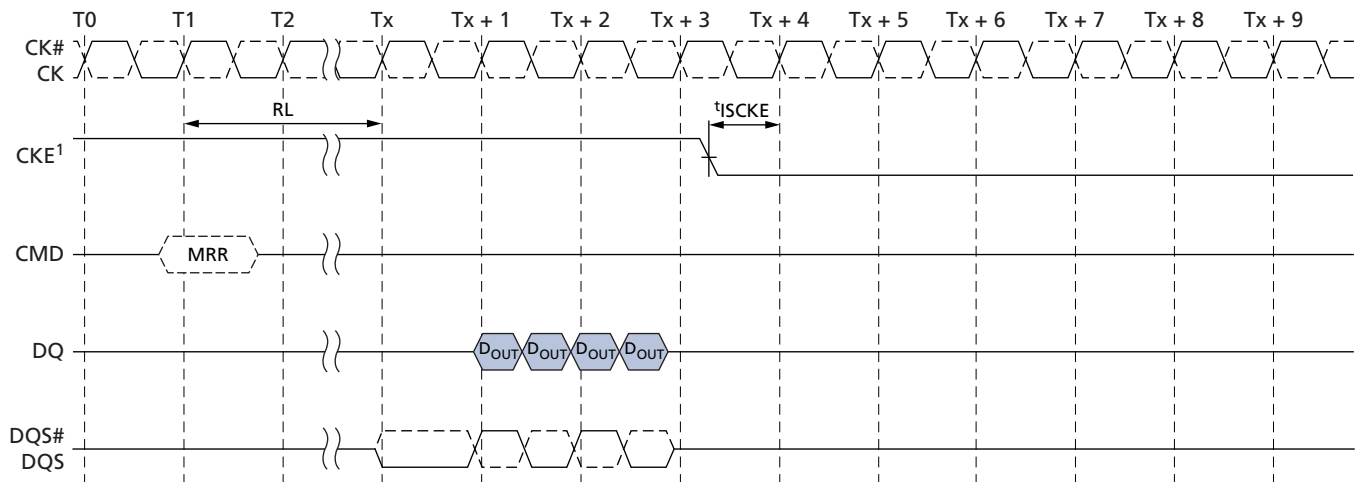 T0 T1 T2 Tx Tx + 1 Tx + 2 Tx + 3 Tx + 4 Tx + 5 Tx + 6 Tx + 7 Tx + 8 Tx + 9
CK#
CK
RL
tISCKE
CKE1
CMD
MRR
DQ
DOUT DOUT DOUT DOUT
DQS#
DQS